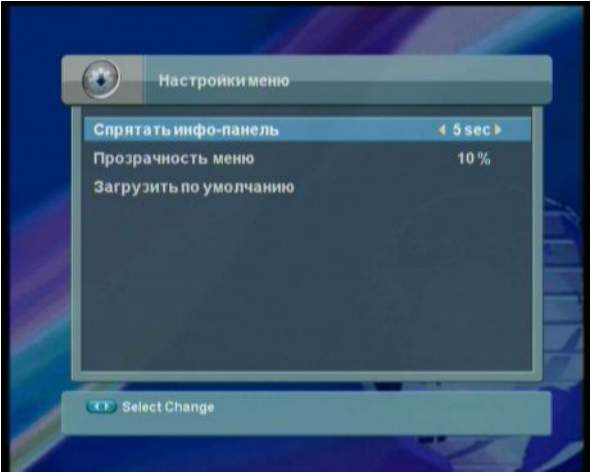 Настройки меню
Спрятать инфо-панель 5 sec
Прозрачность меню 10%
Загрузить по умолчанию
Select Change